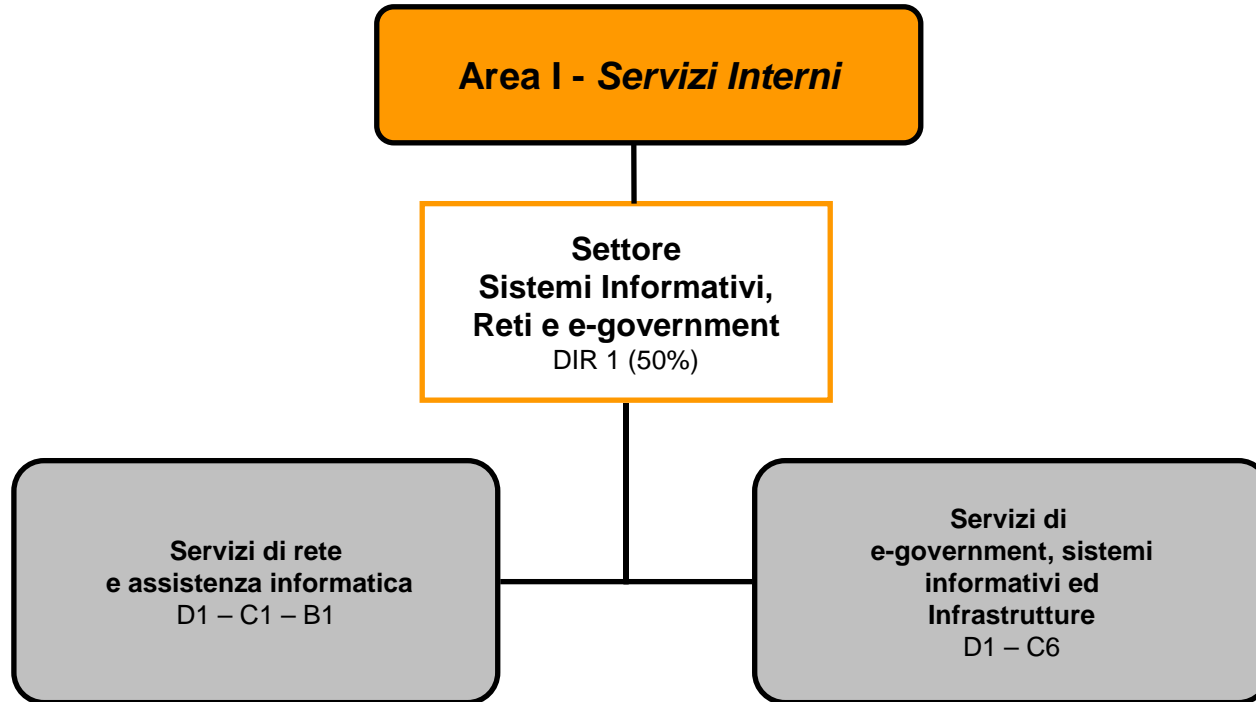 Area I - Servizi Interni
Settore
Sistemi Informativi,
Reti e e-government
DIR 1 (50%)
Servizi di rete
e assistenza informatica
D1 – C1 – B1
Servizi di
e-government, sistemi
informativi ed
Infrastrutture
D1 – C6